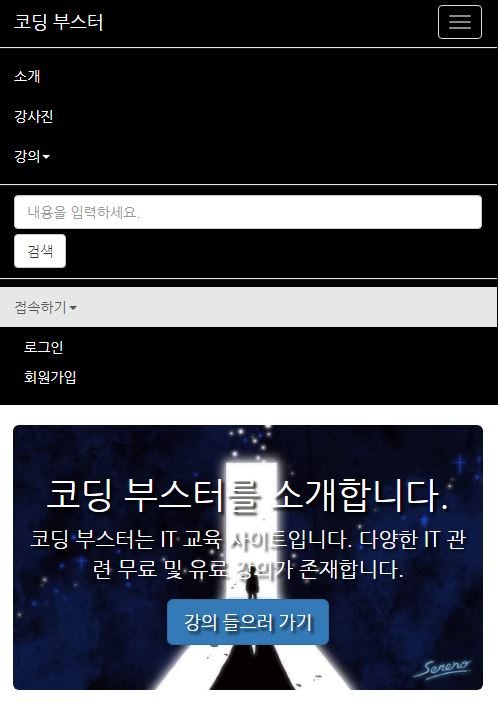 코딩 부스터
소개
강사진
강의
내용을 입력하세요.
검색
접속하기
로그인
회원가입
코딩 부스터를 소개합니다.
코딩 부스터는 IT 교육 사이트입니다. 다양한 IT 관
련 무료 및 유료 강의가 존재합니다.
강의 들으러 가기
Sereno